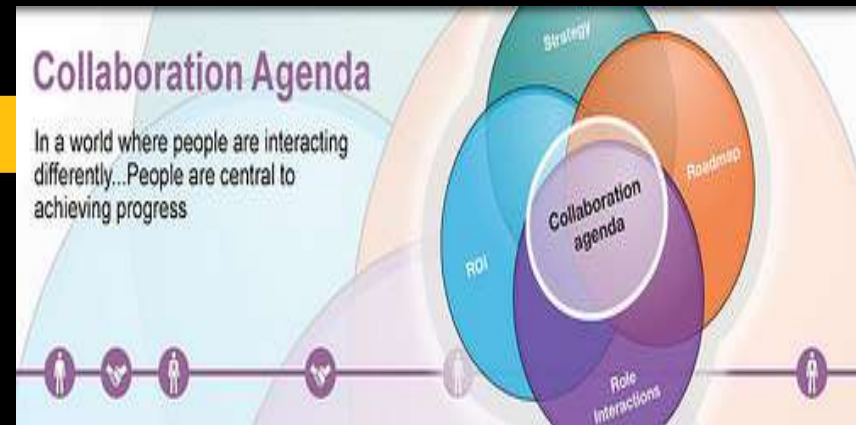 Collaboration Agenda
In a world where people are interacting
differently...People are central to
achieving progress
Strategy
Roadmap
Collaboration
agenda
ROI
Role
Interactions